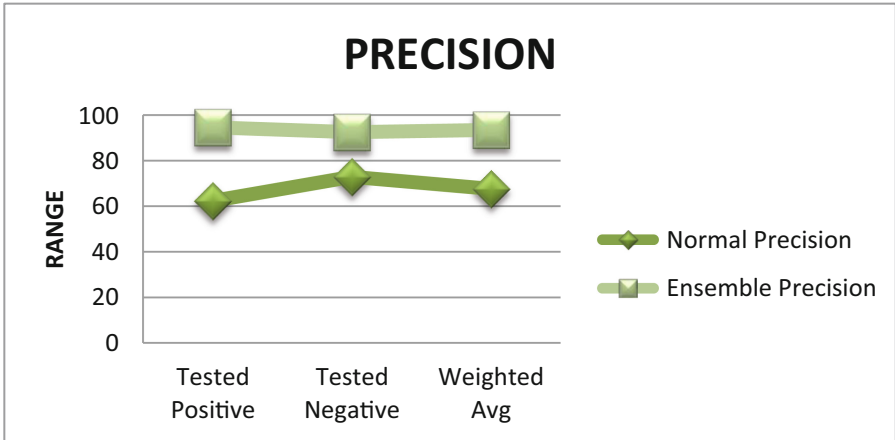 PRECISION
100
80
60
40
20
0
RANGE
Tested
Positive
Tested
Negative
Weighted
Avg
Normal Precision
Ensemble Precision